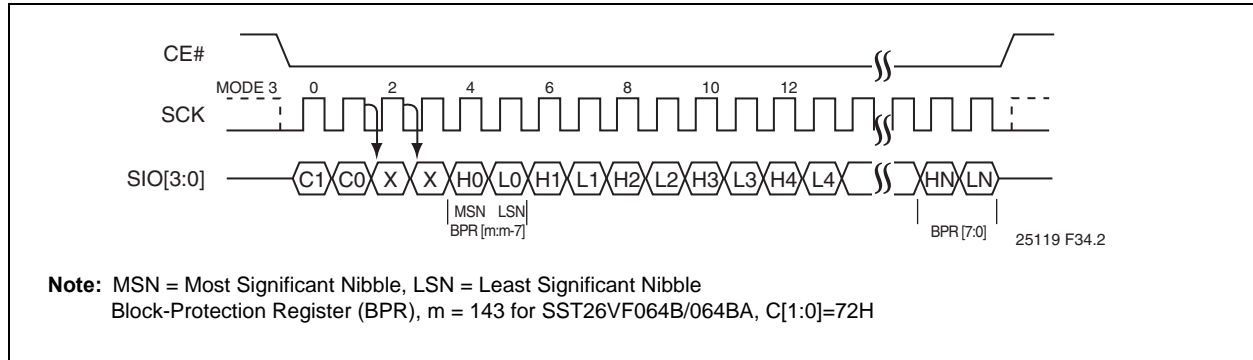 CE#
MODE 3 0 2 4 6 8 10 12
SCK
SIO[3:0] C1 C0 X X H0 L0 H1 L1 H2 L2 H3 L3 H4 L4 HN LN
MSN LSN
BPR [m:m-7] BPR [7:0]
25119 F34.2
Note: MSN = Most Significant Nibble, LSN = Least Significant Nibble
Block-Protection Register (BPR), m = 143 for SST26VF064B/064BA, C[1:0]=72H